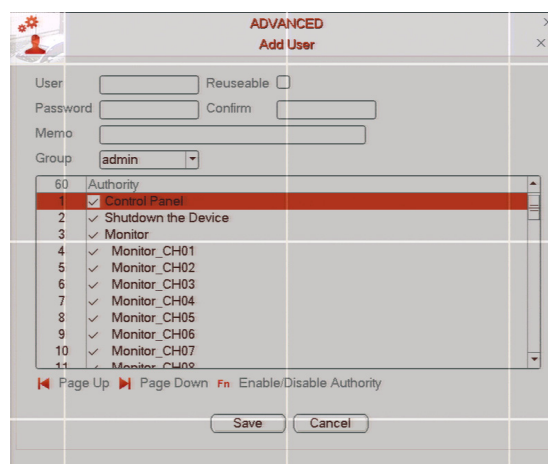 ADVANCED
Add User
User Reuseable
Password Confirm
Memo
Group admin
60 Authority
1 Control Panel
2 Shutdown the Device
3 Monitor
4 Monitor_CH01
5 Monitor_CH02
6 Monitor_CH03
7 Monitor_CH04
8 Monitor_CH05
9 Monitor_CH06
10 Monitor_CH07
11 Monitor_CH08
Page Up Page Down Fn Enable/Disable Authority
Save Cancel